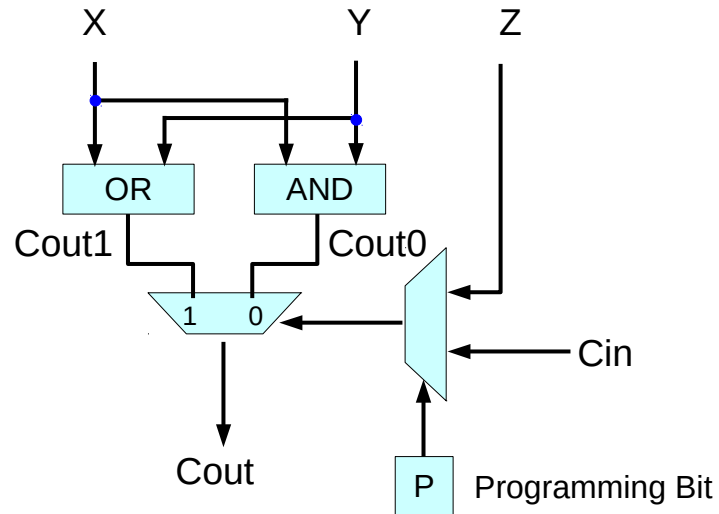 X Y Z
OR AND
Cout1 Cout0
1 0
Cin
Cout
P Programming Bit